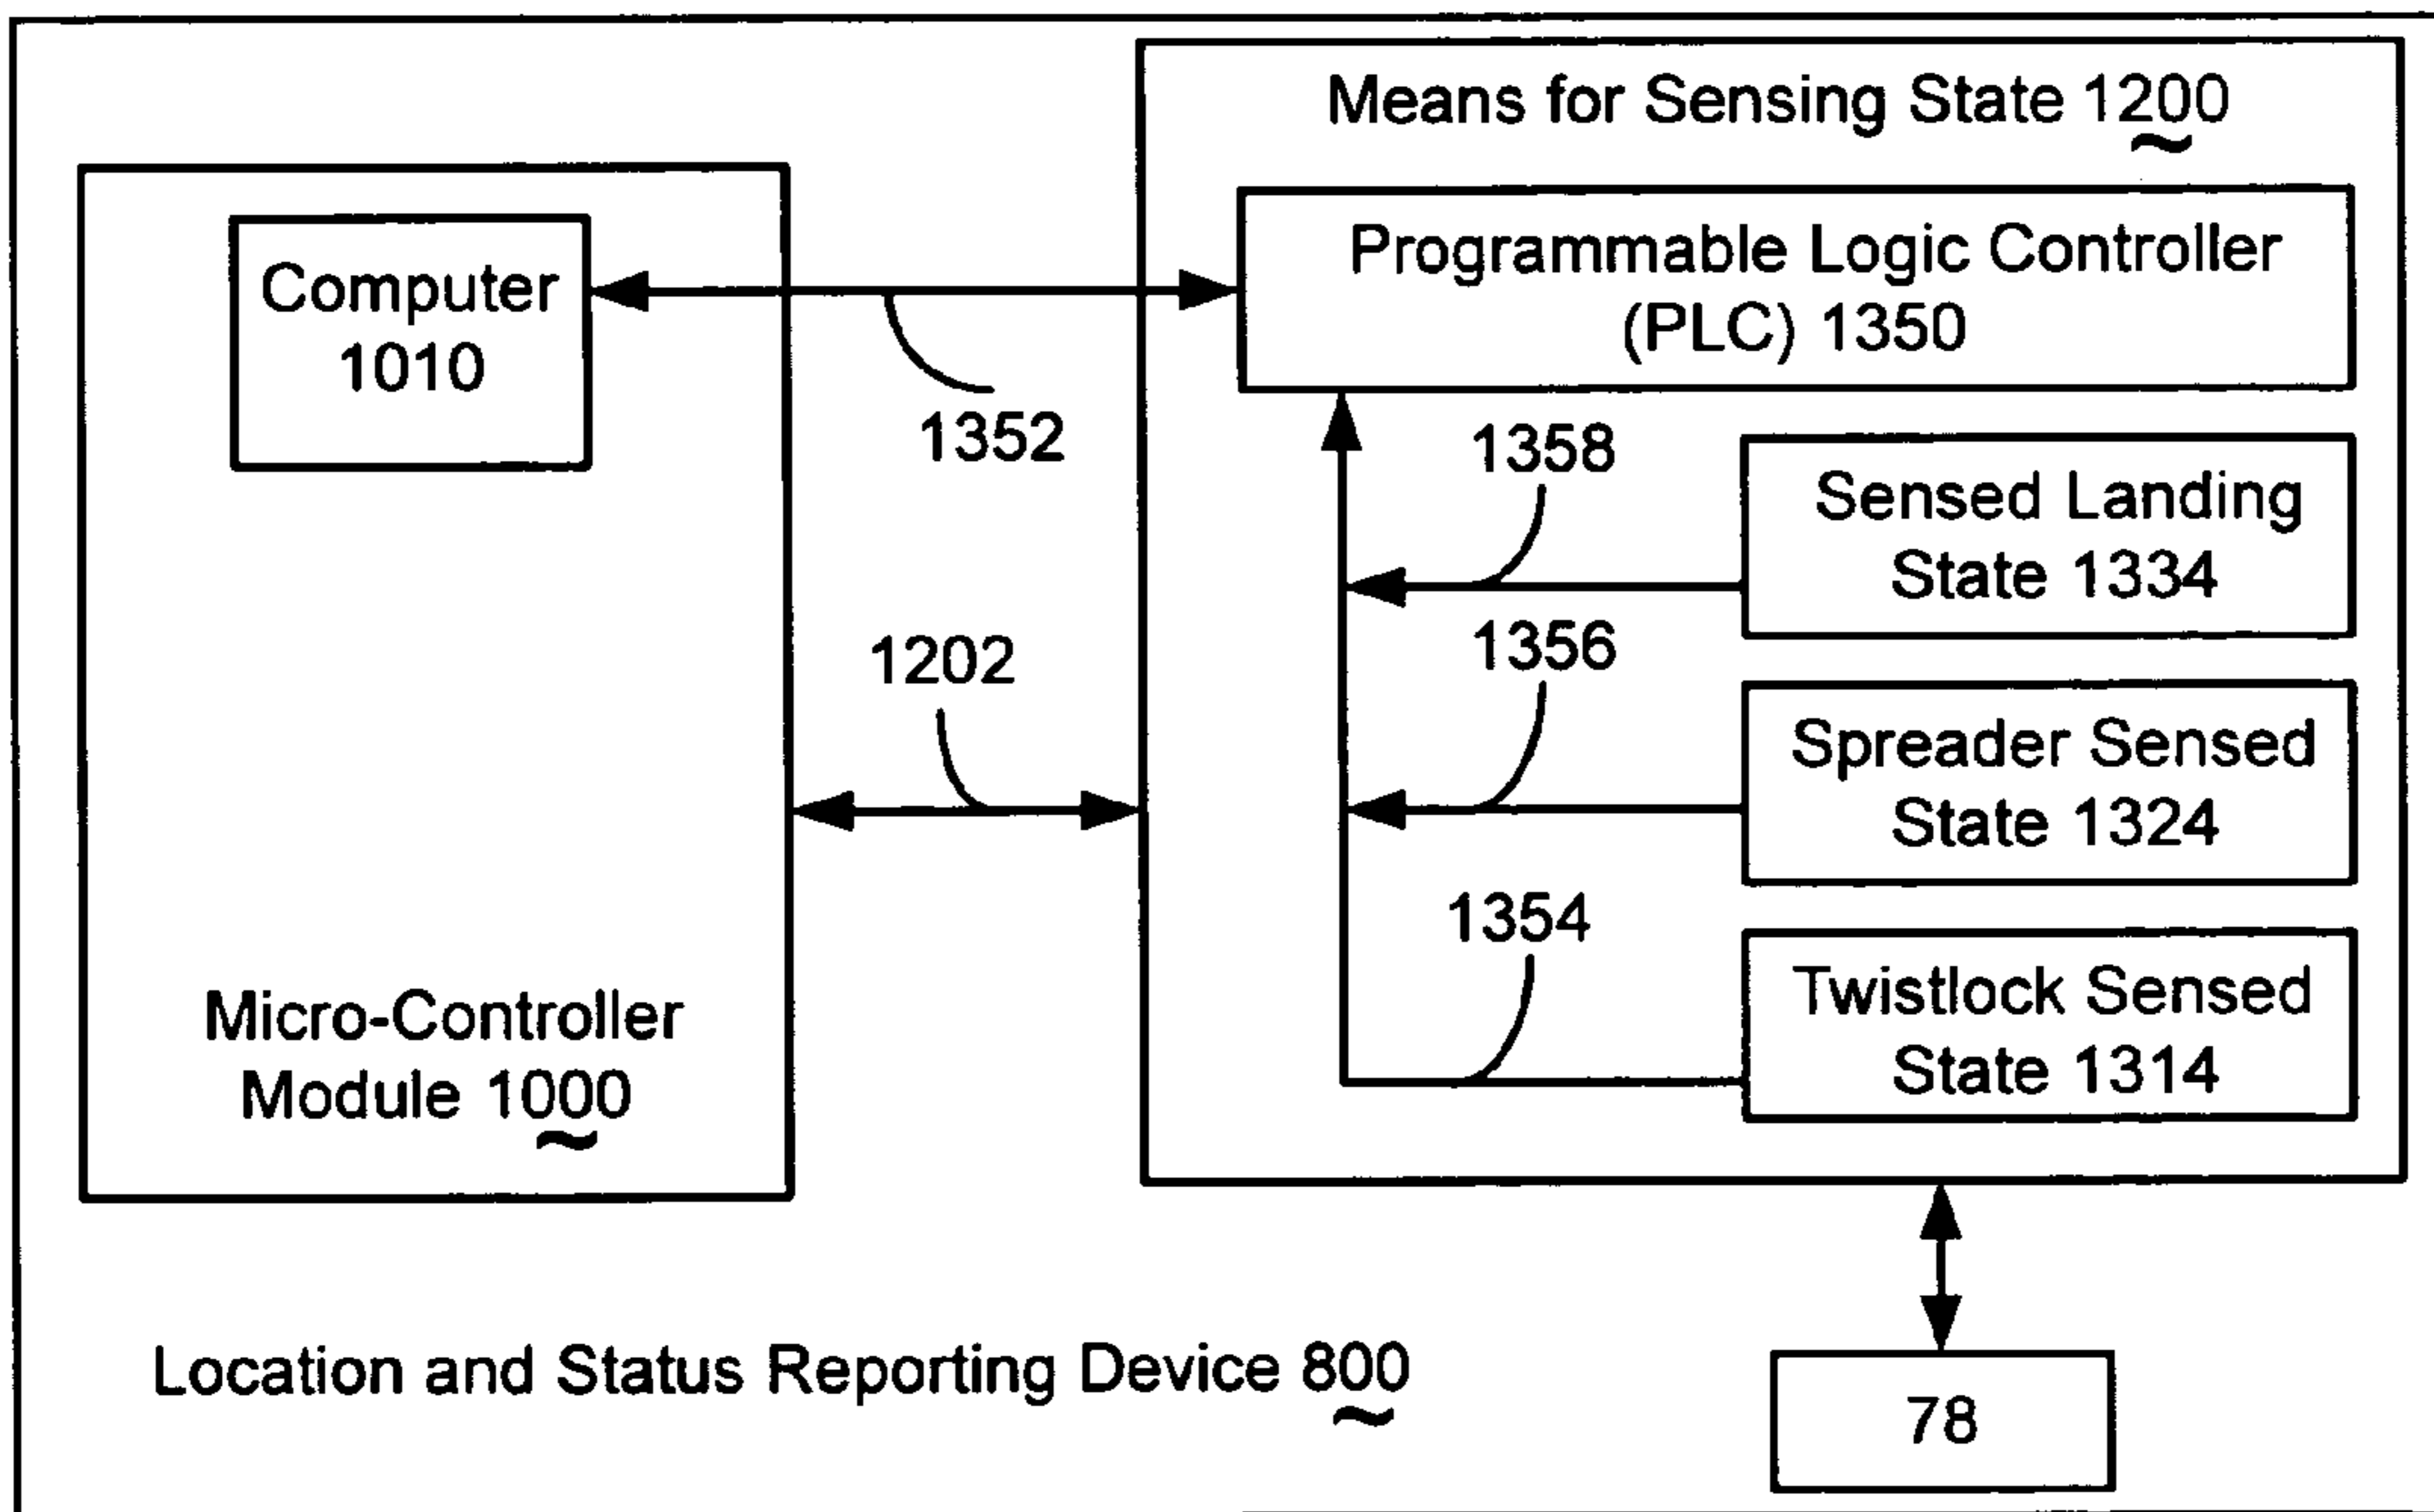 Means for Sensing State 1200
Computer
1010
Programmable Logic Controller
(PLC) 1350
1352
1358
Sensed Landing
State 1334
1202
1356
Spreader Sensed
State 1324
1354
Twistlock Sensed
State 1314
Micro-Controller
Module 1000
Location and Status Reporting Device 800
78